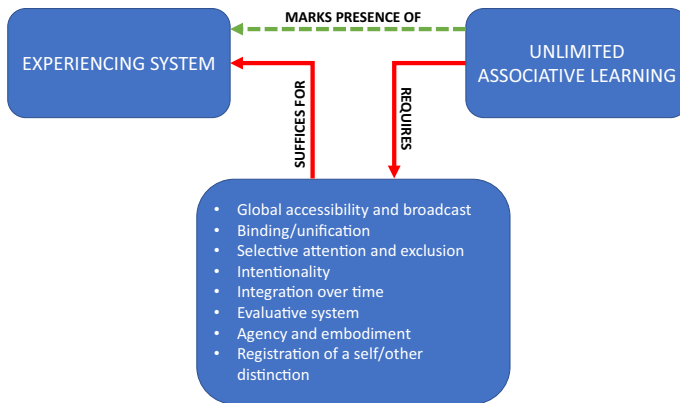 MARKS PRESENCE OF
EXPERIENCING SYSTEM
UNLIMITED
ASSOCIATIVE LEARNING
SUFFICES FOR
REQUIRES
• Global accessibility and broadcast
• Binding/unification
• Selective attention and exclusion
• Intentionality
• Integration over time
• Evaluative system
• Agency and embodiment
• Registration of a self/other
distinction